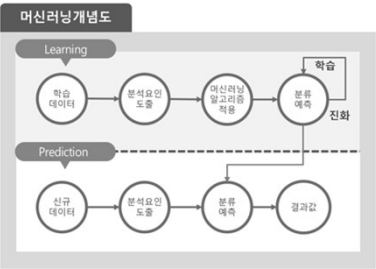 머신러닝개념도
Learning
학습
데이터
분석요인
도출
머신러닝
알고리즘
적용
분류
예측
학습
진화
Prediction
신규
데이터
분석요인
도출
분류
예측
결과값